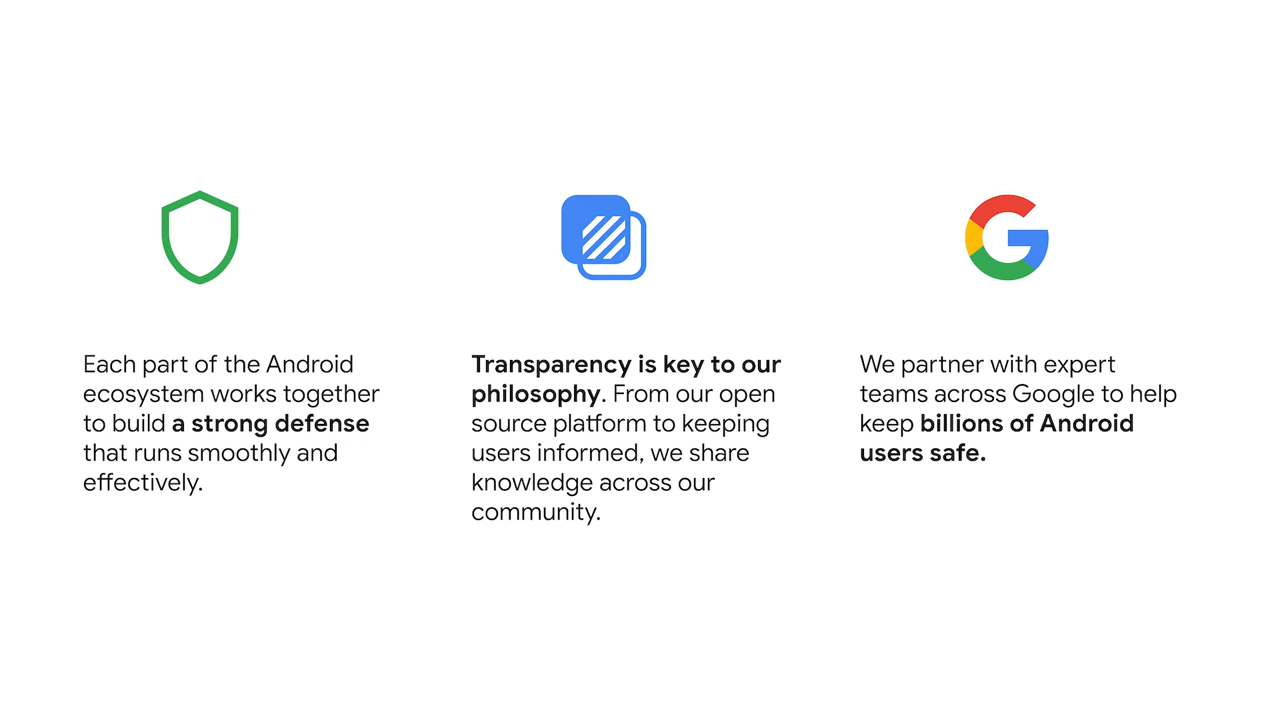 Each part of the Android
ecosystem works together
to build a strong defense
that runs smoothly and
effectively.
Transparency is key to our
philosophy. From our open
source platform to keeping
users informed, we share
knowledge across our
community.
We partner with expert
teams across Google to help
keep billions of Android
users safe.